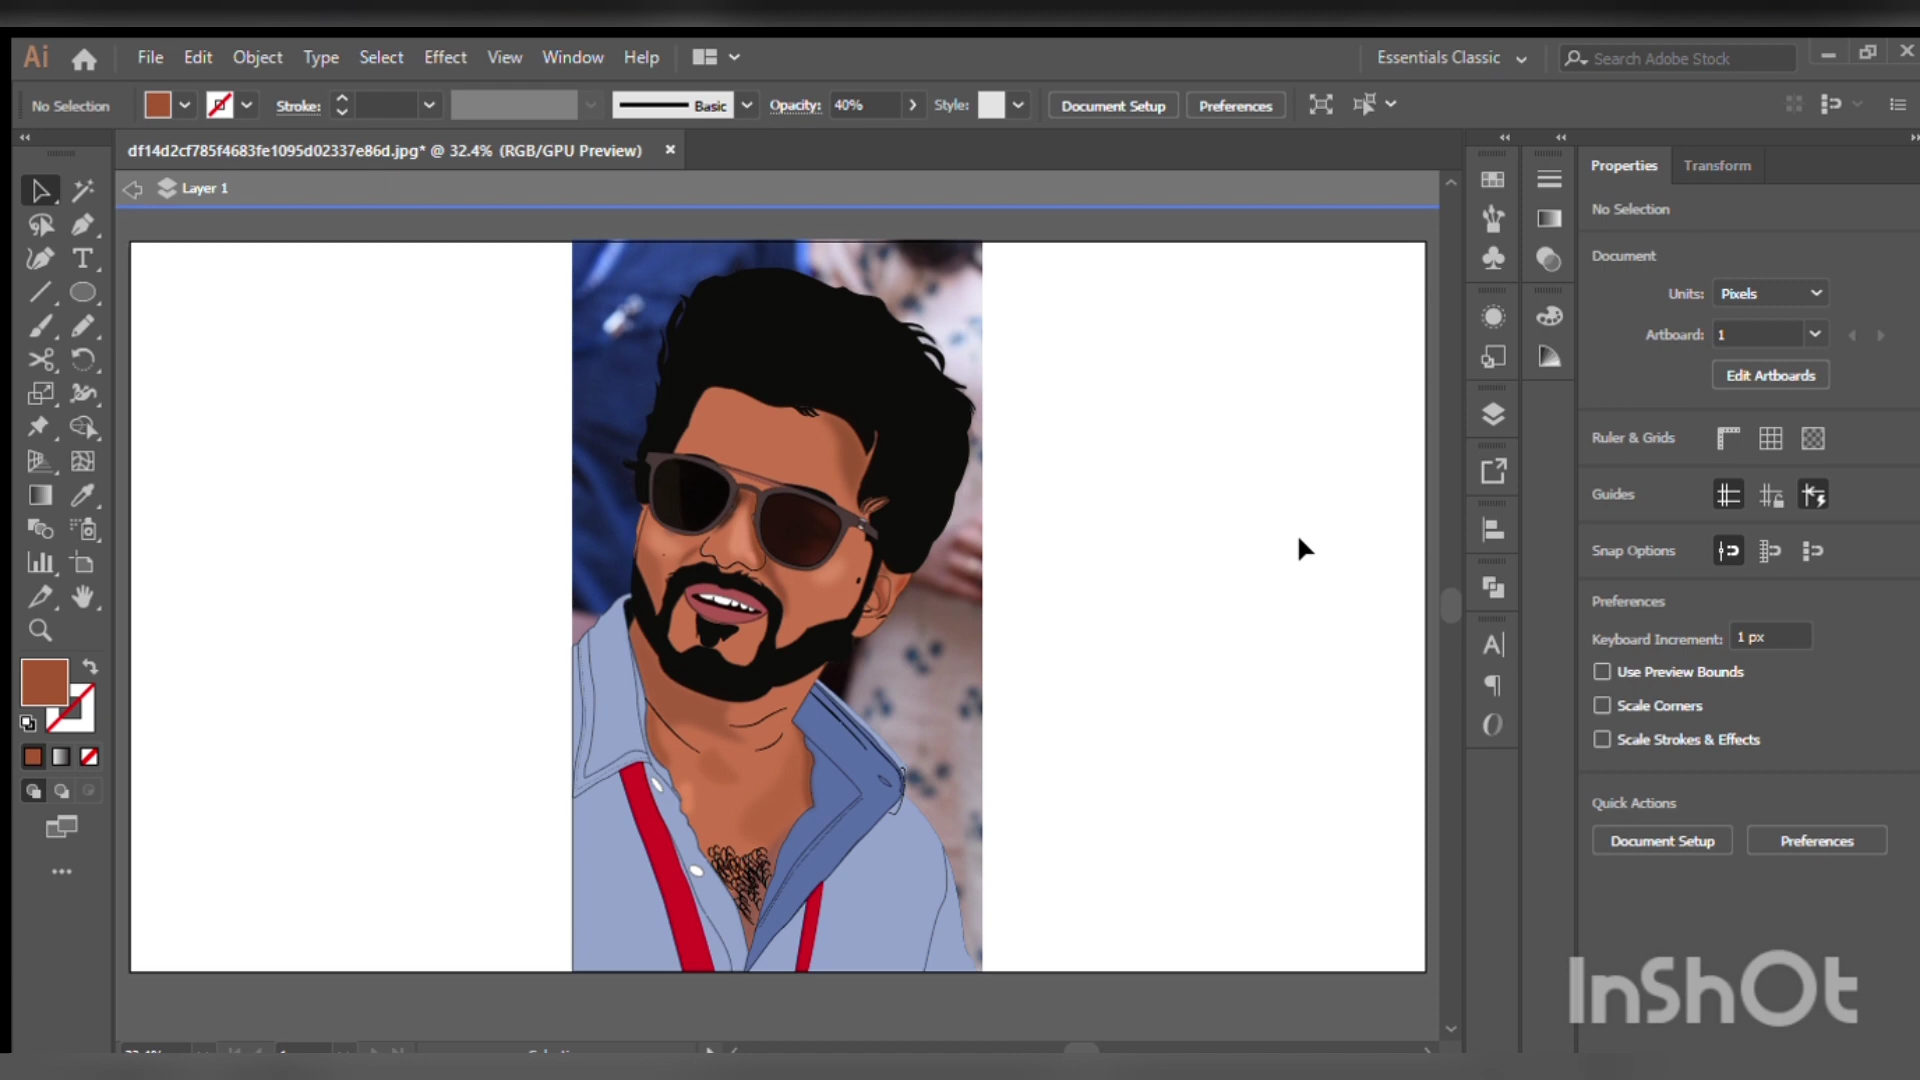 Ai File Edit Object Type Select Effect View Window Help Essentials Classic Search Adobe Stock
No Selection Stroke: Basic Opacity: 40% Style: Document Setup Preferences
df14d2cf785f4683fe1095d02337e86d.jpg* @ 32.4% (RGB/GPU Preview)
Layer 1
Properties Transform
No Selection
Document
Units: Pixels
Artboard: 1
Edit Artboards
Ruler & Grids
Guides
Snap Options
Preferences
Keyboard Increment: 1 px
Use Preview Bounds
Scale Corners
Scale Strokes & Effects
Quick Actions
Document Setup Preferences
InShOt